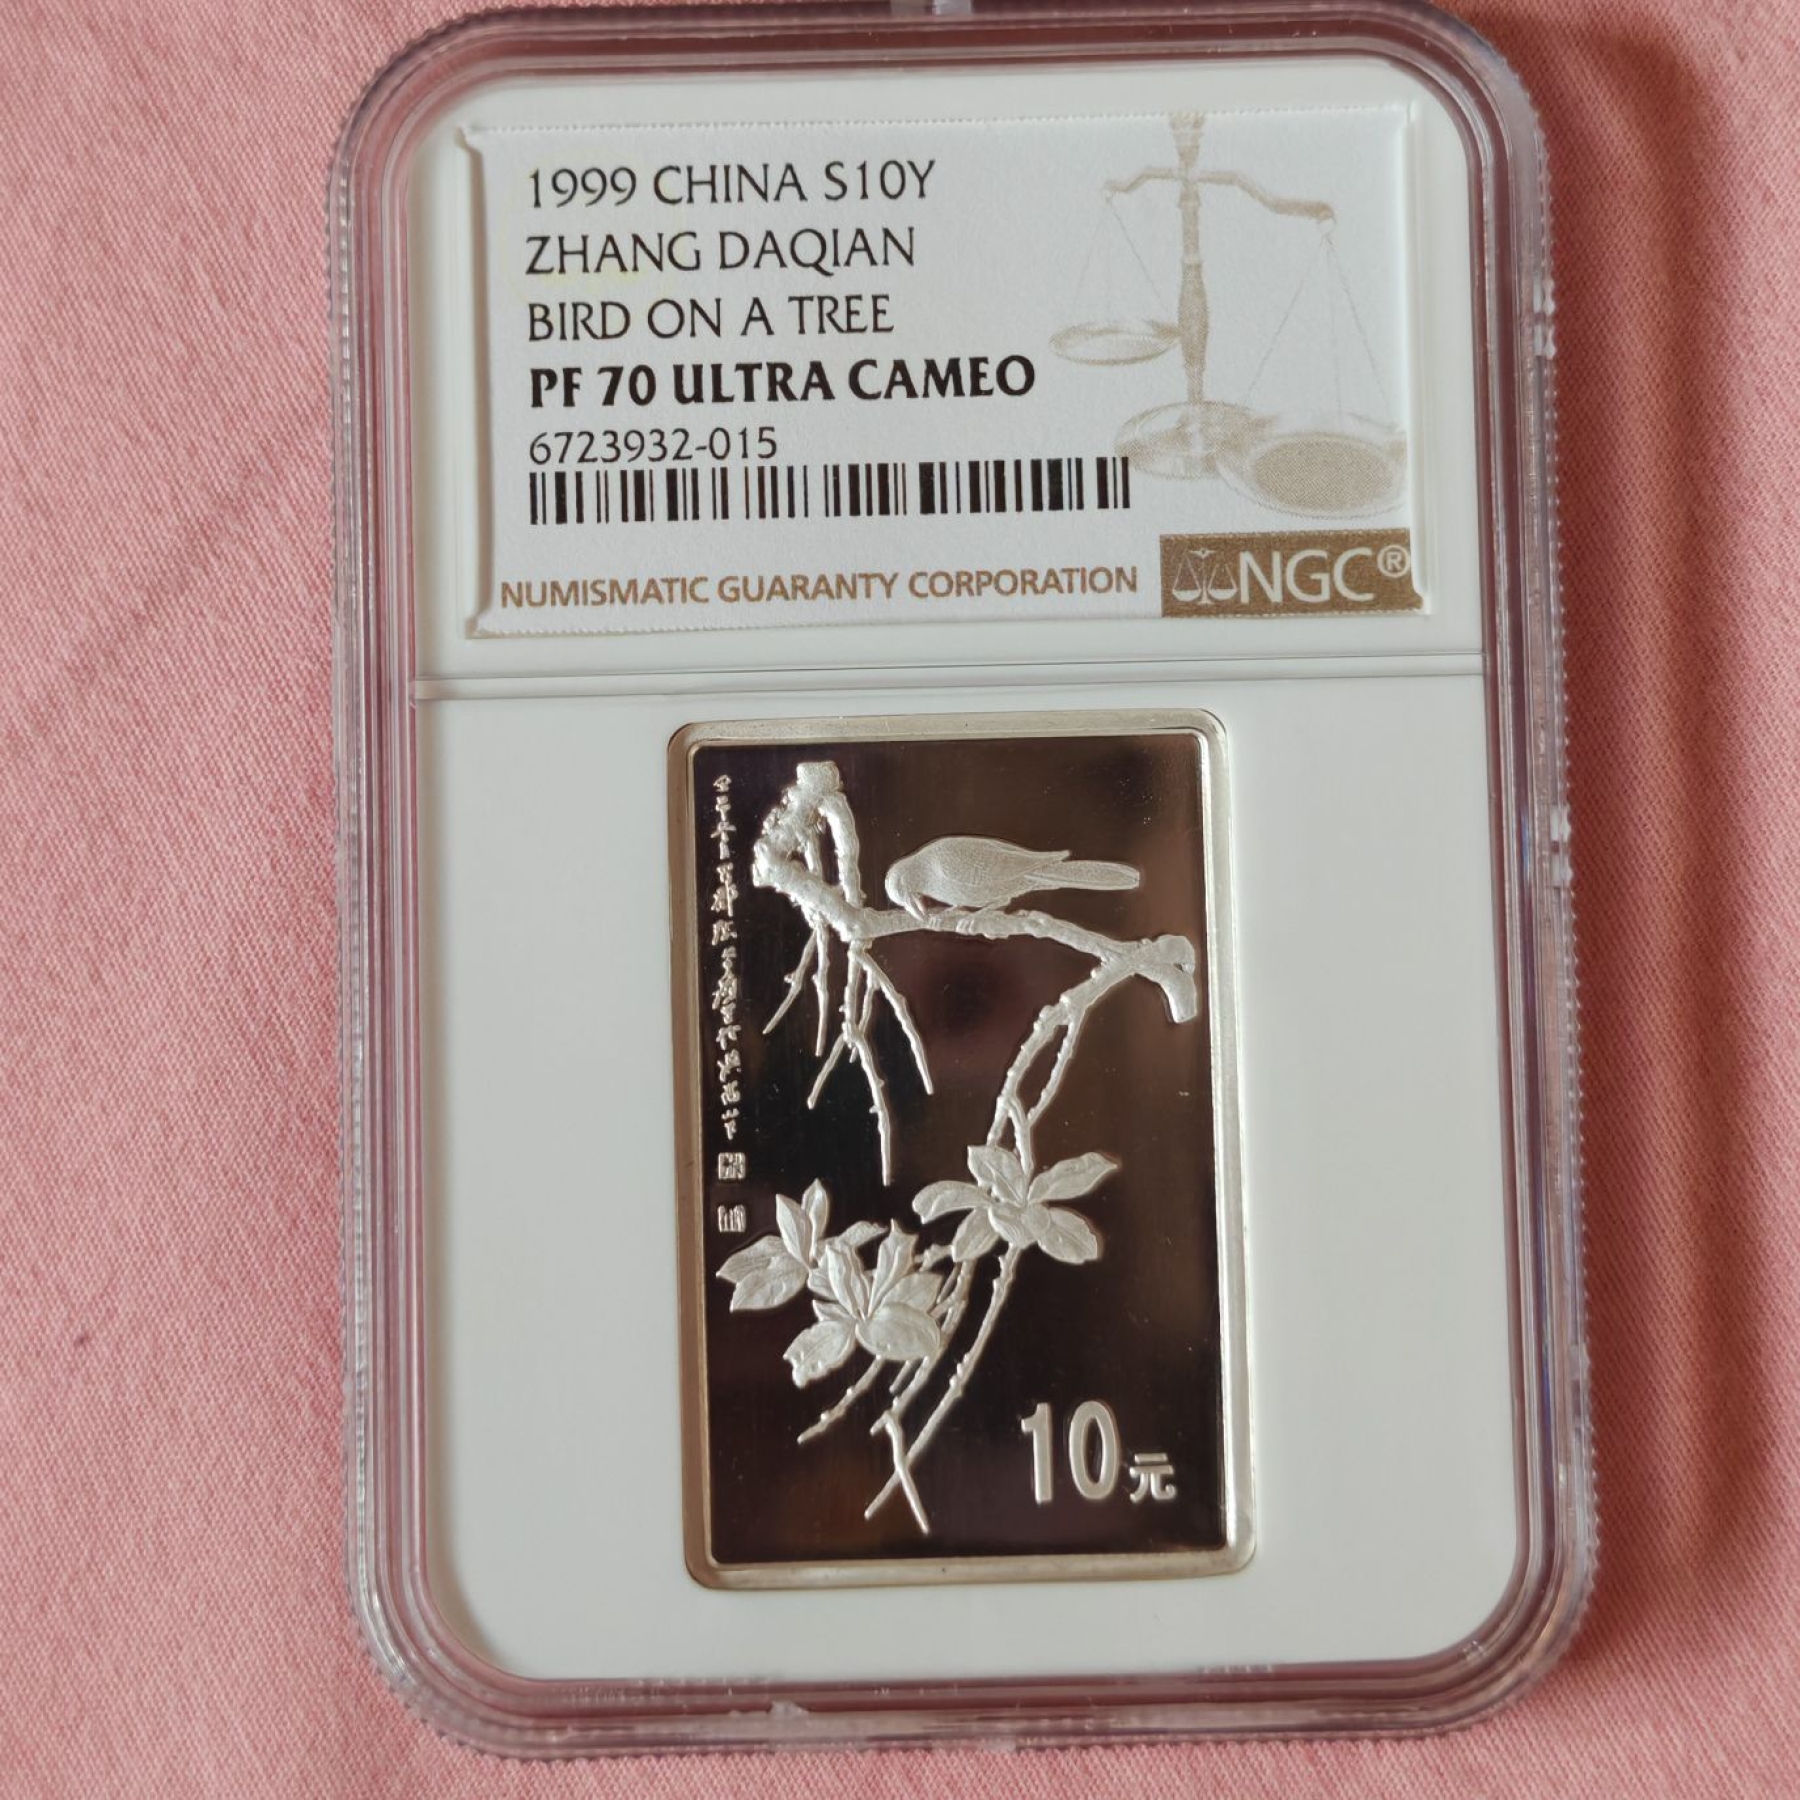 1999 CHINA S10Y
ZHANG DAQIAN
BIRD ON A TREE
PF 70 ULTRA CAMEO
6723932-015
NUMISMATIC GUARANTY CORPORATION
NGC®
10元